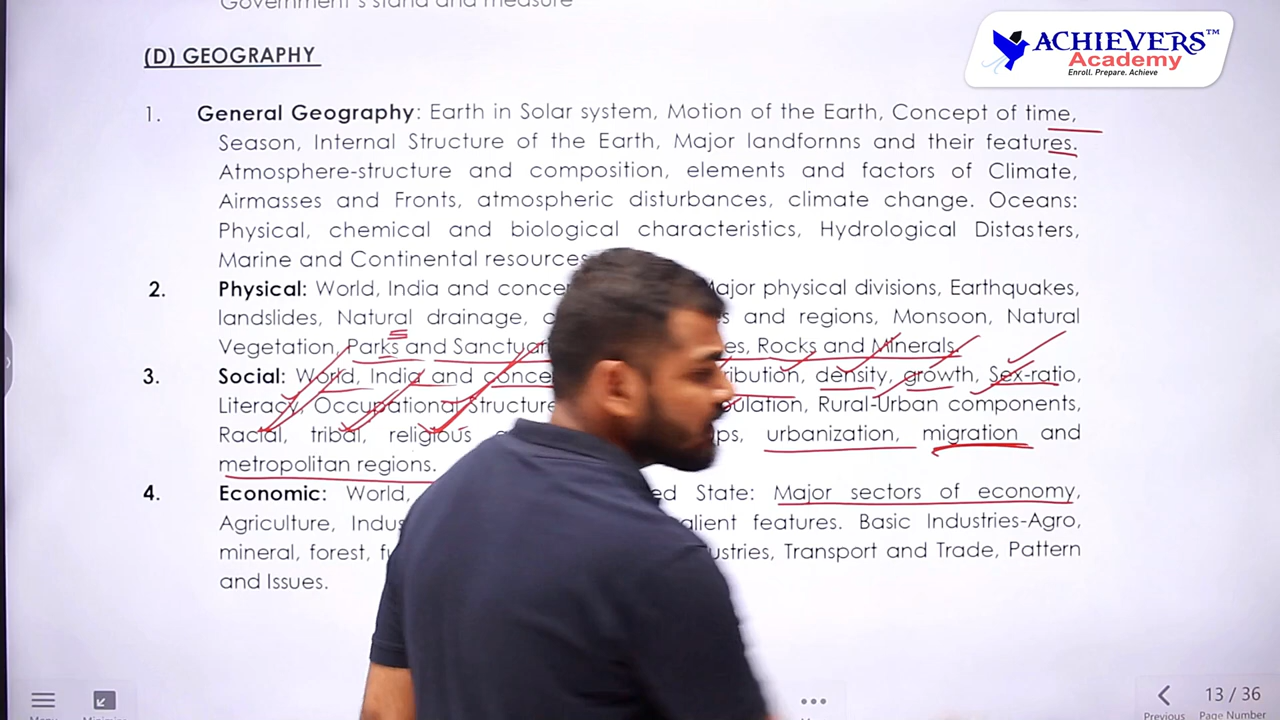 Government's stand and measure
ACHIEVERS™
Academy
Enroll. Prepare. Achieve
(D) GEOGRAPHY
1. General Geography: Earth in Solar system, Motion of the Earth, Concept of time,
Season, Internal Structure of the Earth, Major landfornns and their features.
Atmosphere-structure and composition, elements and factors of Climate,
Airmasses and Fronts, atmospheric disturbances, climate change. Oceans:
Physical, chemical and biological characteristics, Hydrological Distasters,
Marine and Continental resources
2. Physical: World, India and Major physical divisions, Earthquakes,
landslides, Natural drainage, and regions, Monsoon, Natural
Vegetation, Parks and Rocks and Minerals.
3. Social: World, India and density, growth, Sex-ratio,
Literacy, Occupational Structure Rural-Urban components,
Racial, tribal, religious urbanization, migration and
metropolitan regions.
4. Economic: World, State: Major sectors of economy,
Agriculture, features. Basic Industries-Agro,
mineral, forest, Transport and Trade, Pattern
and Issues.
13 / 36
Previous Page Number